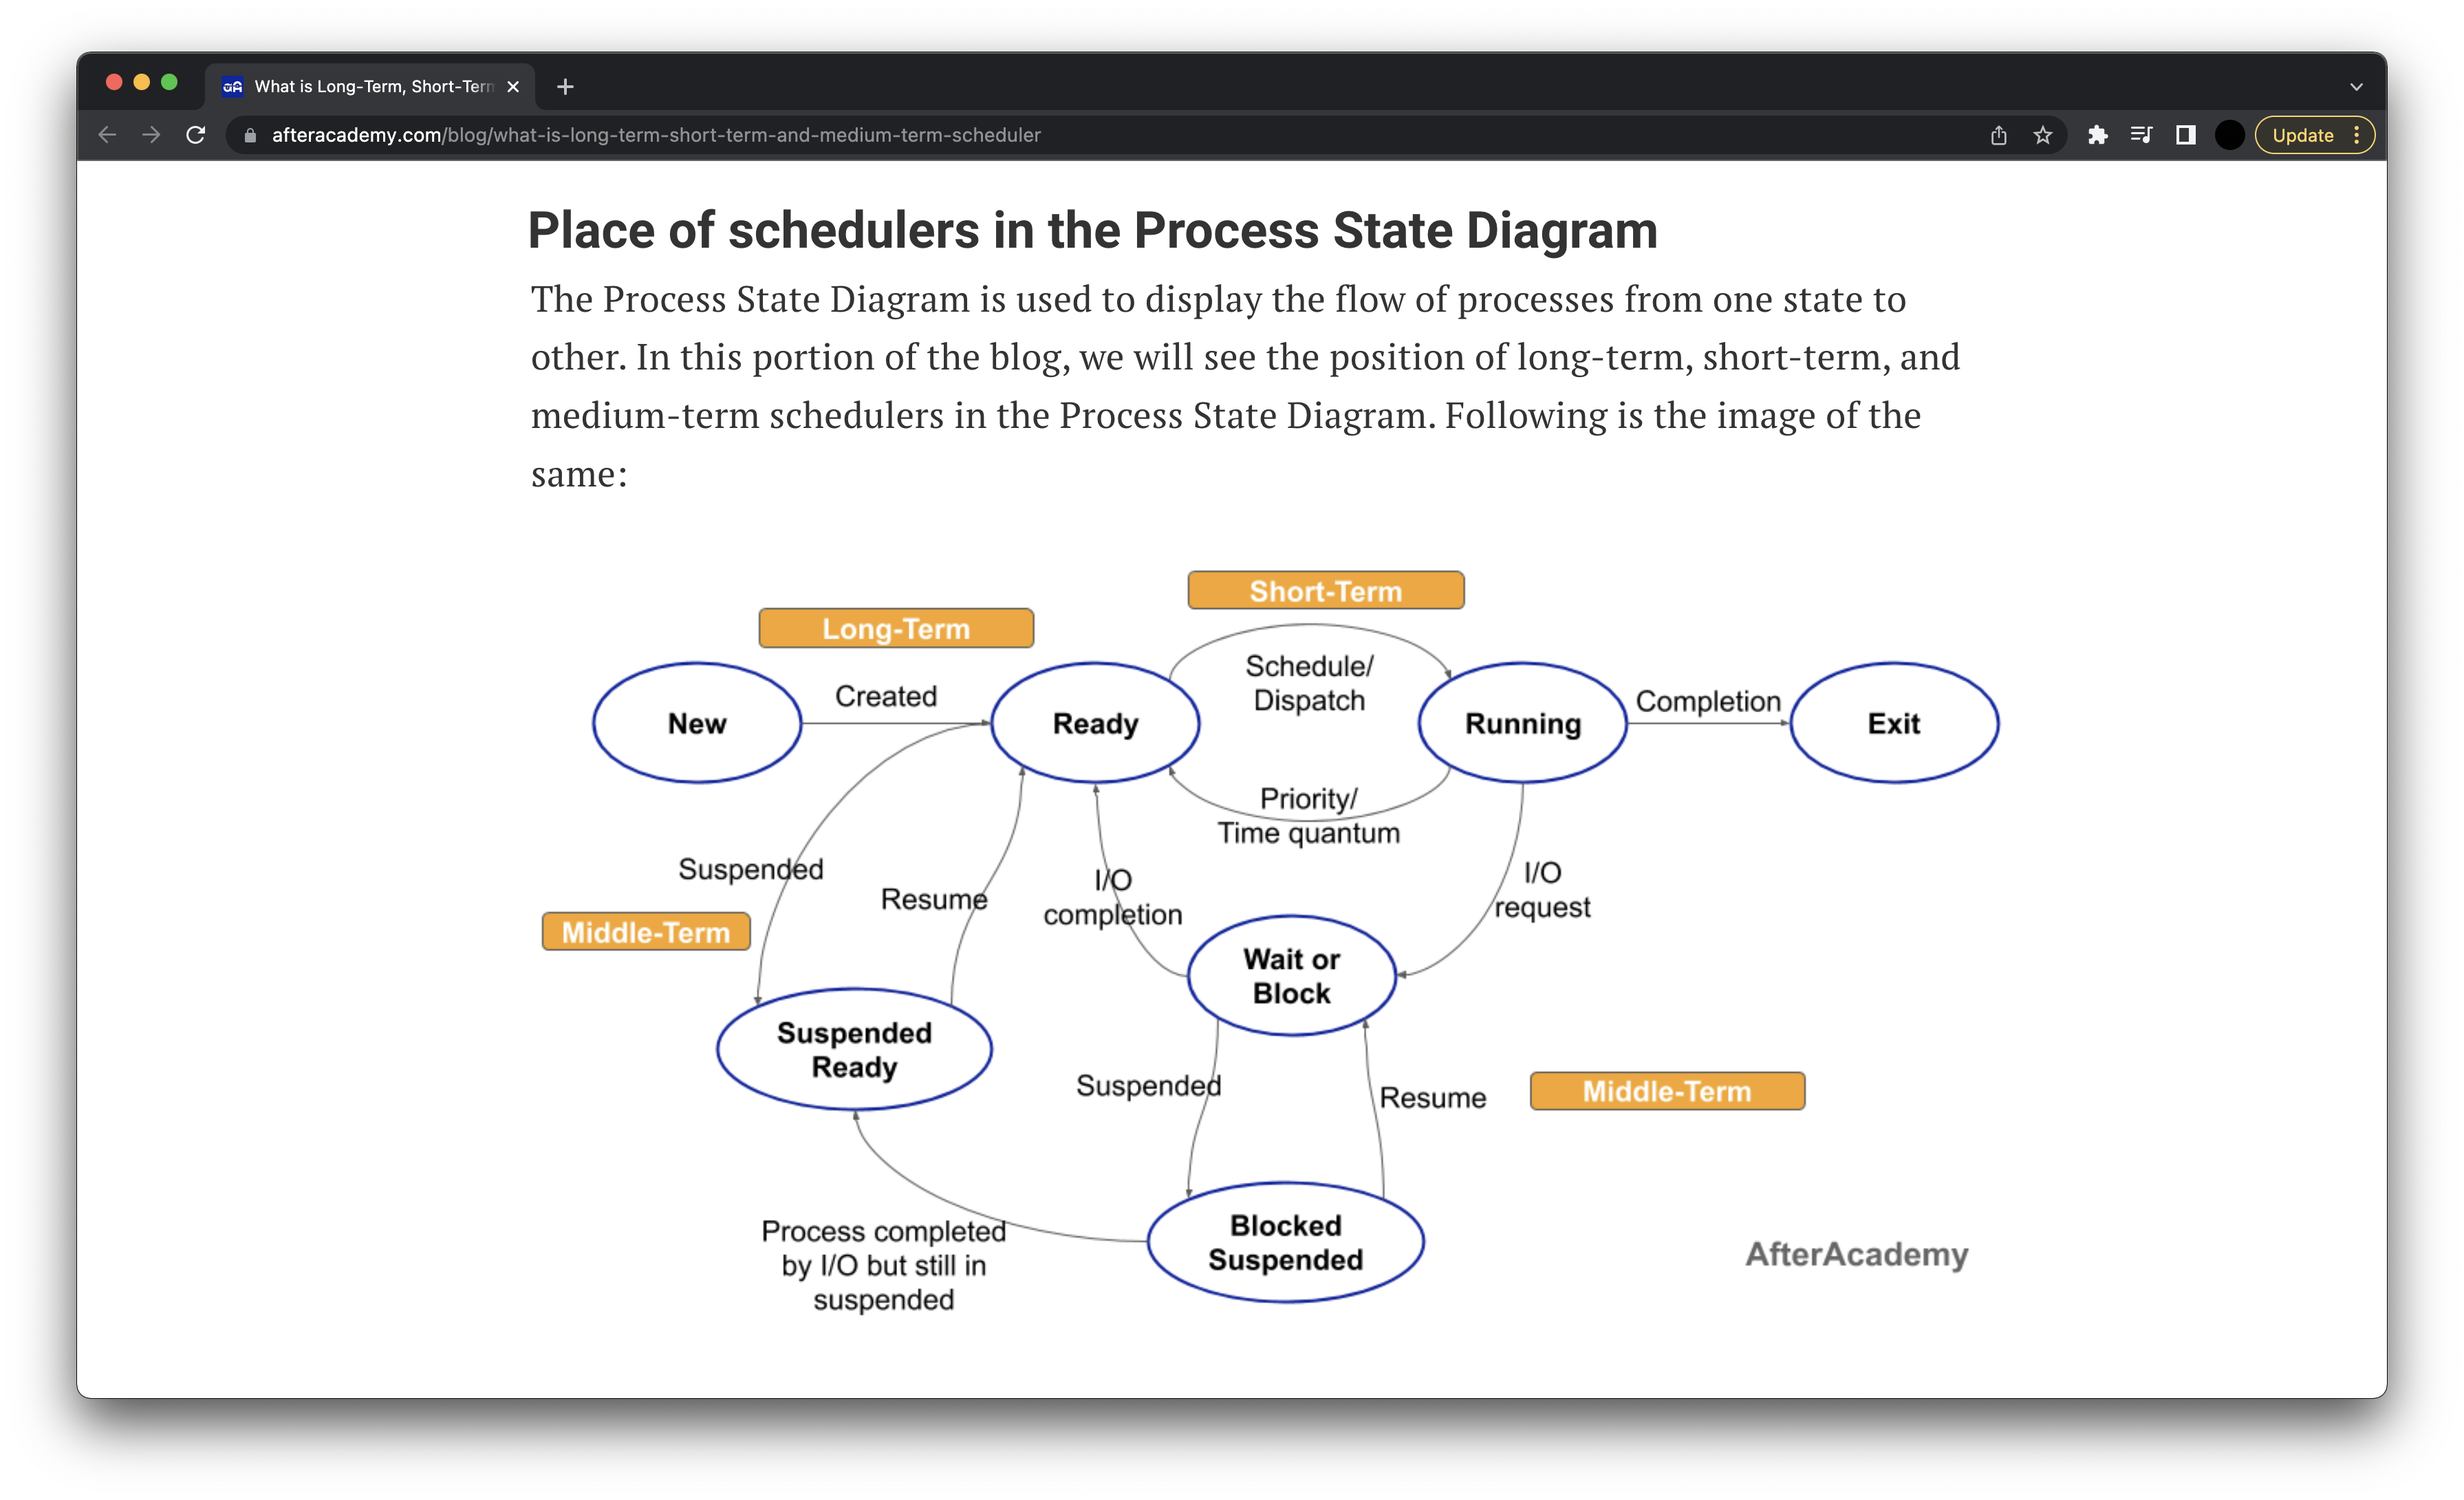 What is Long-Term, Short-Tern
afteracademy.com/blog/what-is-long-term-short-term-and-medium-term-scheduler
Update
Place of schedulers in the Process State Diagram
The Process State Diagram is used to display the flow of processes from one state to
other. In this portion of the blog, we will see the position of long-term, short-term, and
medium-term schedulers in the Process State Diagram. Following is the image of the
same:
Short-Term
Long-Term
Schedule/
Dispatch
Created
Completion
New
Ready
Running
Exit
Priority/
Time quantum
Suspended
Resume
I/O
completion
I/O
request
Middle-Term
Wait or
Block
Suspended
Ready
Suspended
Resume
Middle-Term
Process completed
by I/O but still in
suspended
Blocked
Suspended
AfterAcademy